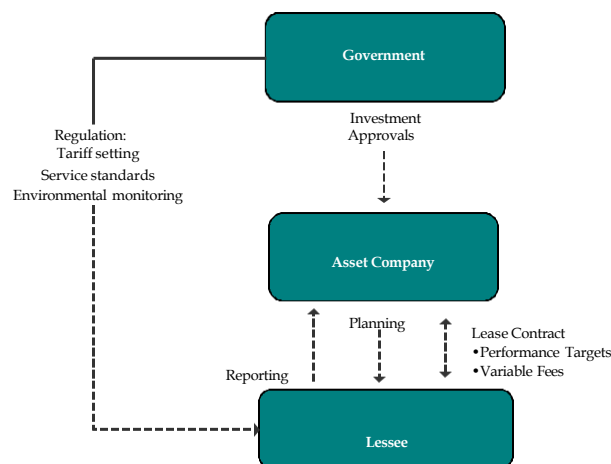 Government
Investment
Approvals
Regulation:
Tariff setting
Service standards
Environmental monitoring
Asset Company
Planning
Reporting
Lease Contract
•Performance Targets
•Variable Fees
Lessee